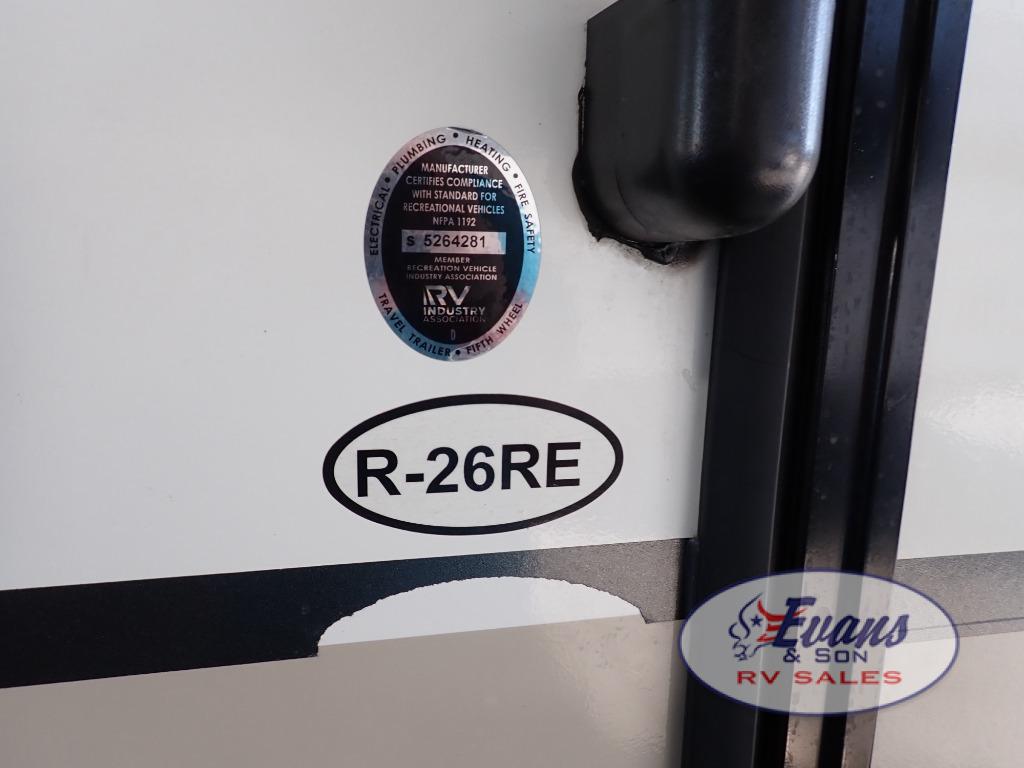 ELECTRICAL • PLUMBING • HEATING • FIRE SAFETY
MANUFACTURER
CERTIFIES COMPLIANCE
WITH STANDARD FOR
RECREATIONAL VEHICLES
NFPA 1192
S 5264281
MEMBER
RECREATION VEHICLE
INDUSTRY ASSOCIATION
RV
INDUSTRY
ASSOCIATION
D
TRAVEL TRAILER • FIFTH WHEEL
R-26RE
Evans
& SON
RV SALES